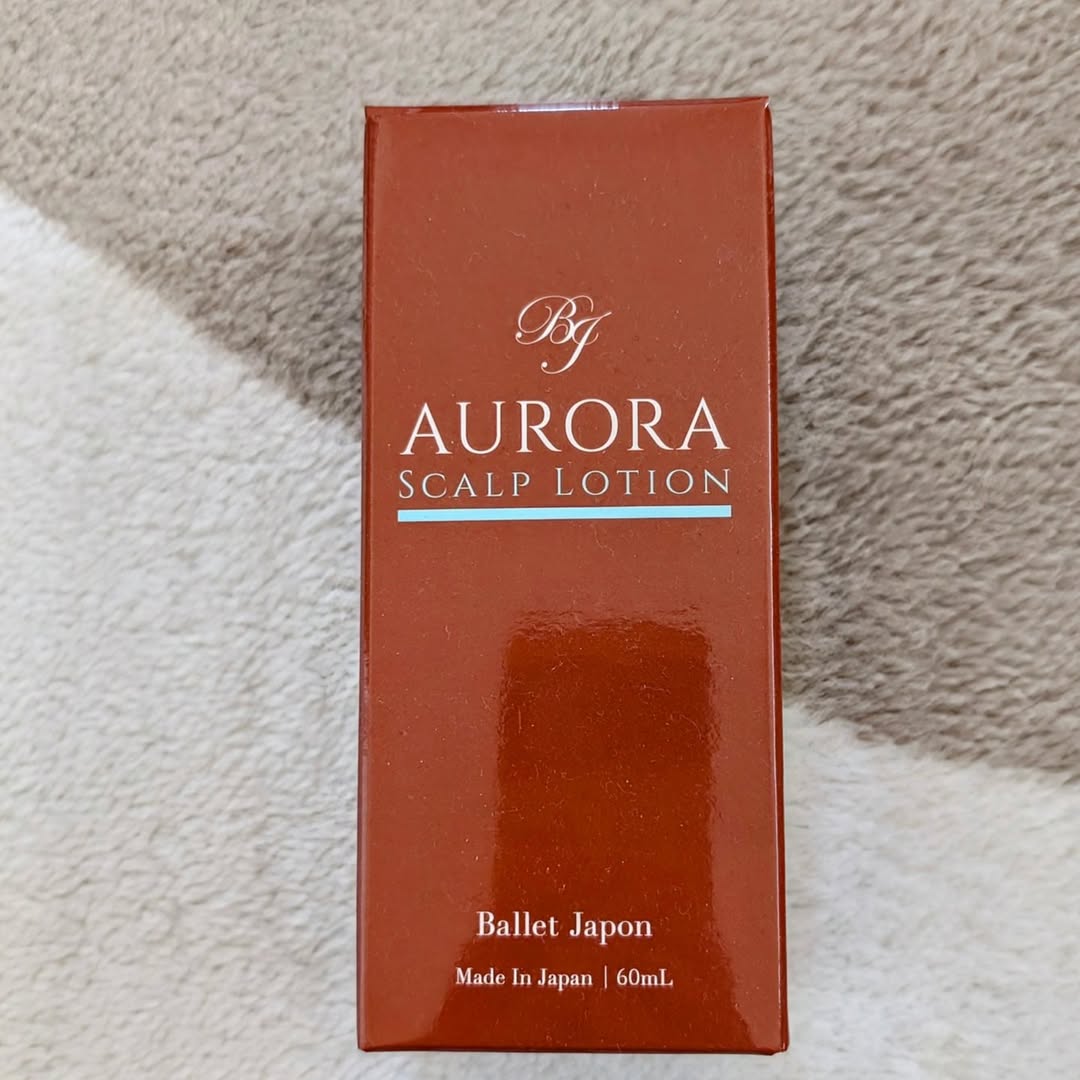 BJ
AURORA
SCALP LOTION
Ballet Japon
Made In Japan | 60mL